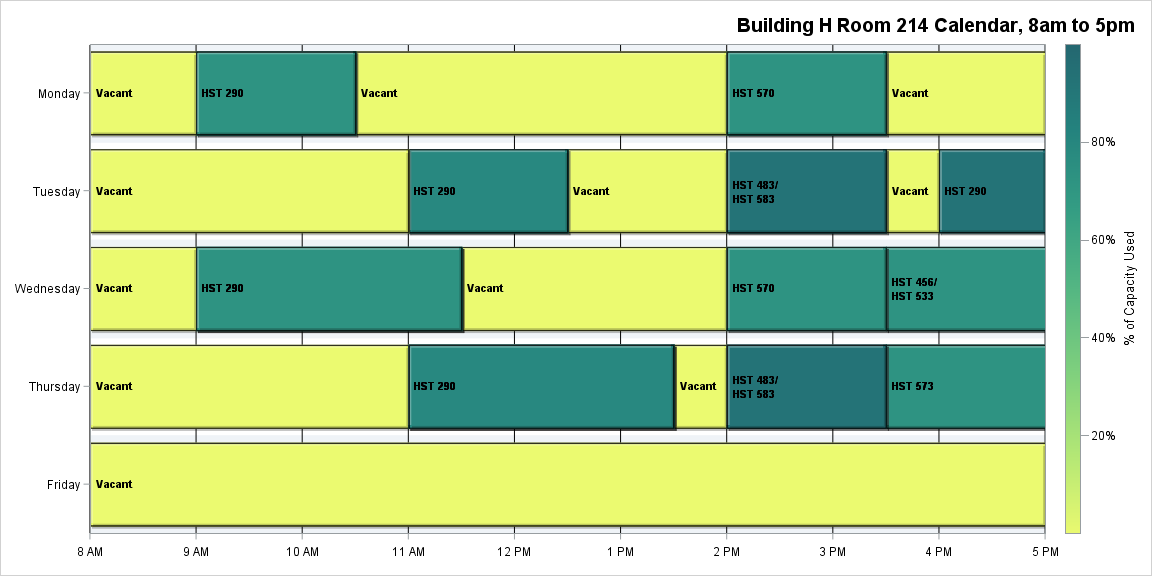 Building H Room 214 Calendar, 8am to 5pm
Monday
Vacant
HST 290
Vacant
HST 570
Vacant
80%
Tuesday
Vacant
HST 290
Vacant
HST 483/
HST 583
Vacant
HST 290
60%
% of Capacity Used
Wednesday
Vacant
HST 290
Vacant
HST 570
HST 456/
HST 533
40%
Thursday
Vacant
HST 290
Vacant
HST 483/
HST 583
HST 573
20%
Friday
Vacant
8 AM
9 AM
10 AM
11 AM
12 PM
1 PM
2 PM
3 PM
4 PM
5 PM